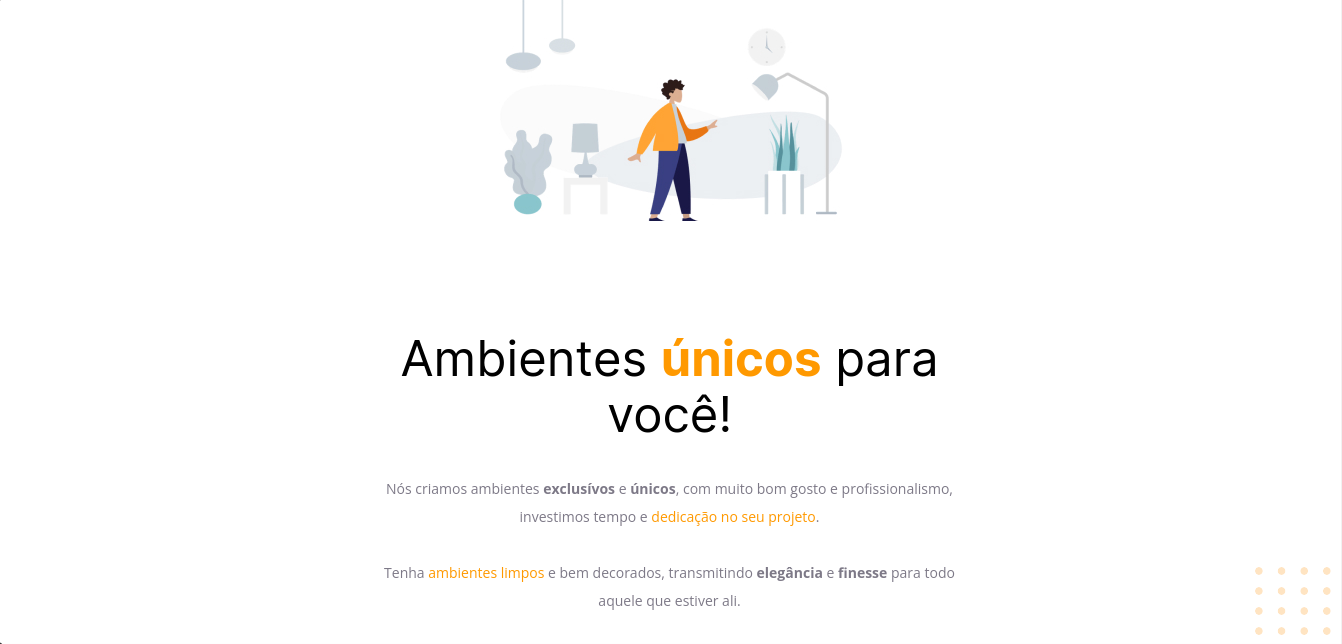 Ambientes únicos para
você!
Nós criamos ambientes exclusívos e únicos, com muito bom gosto e profissionalismo,
investimos tempo e dedicação no seu projeto.
Tenha ambientes limpos e bem decorados, transmitindo elegância e finesse para todo
aquele que estiver ali.